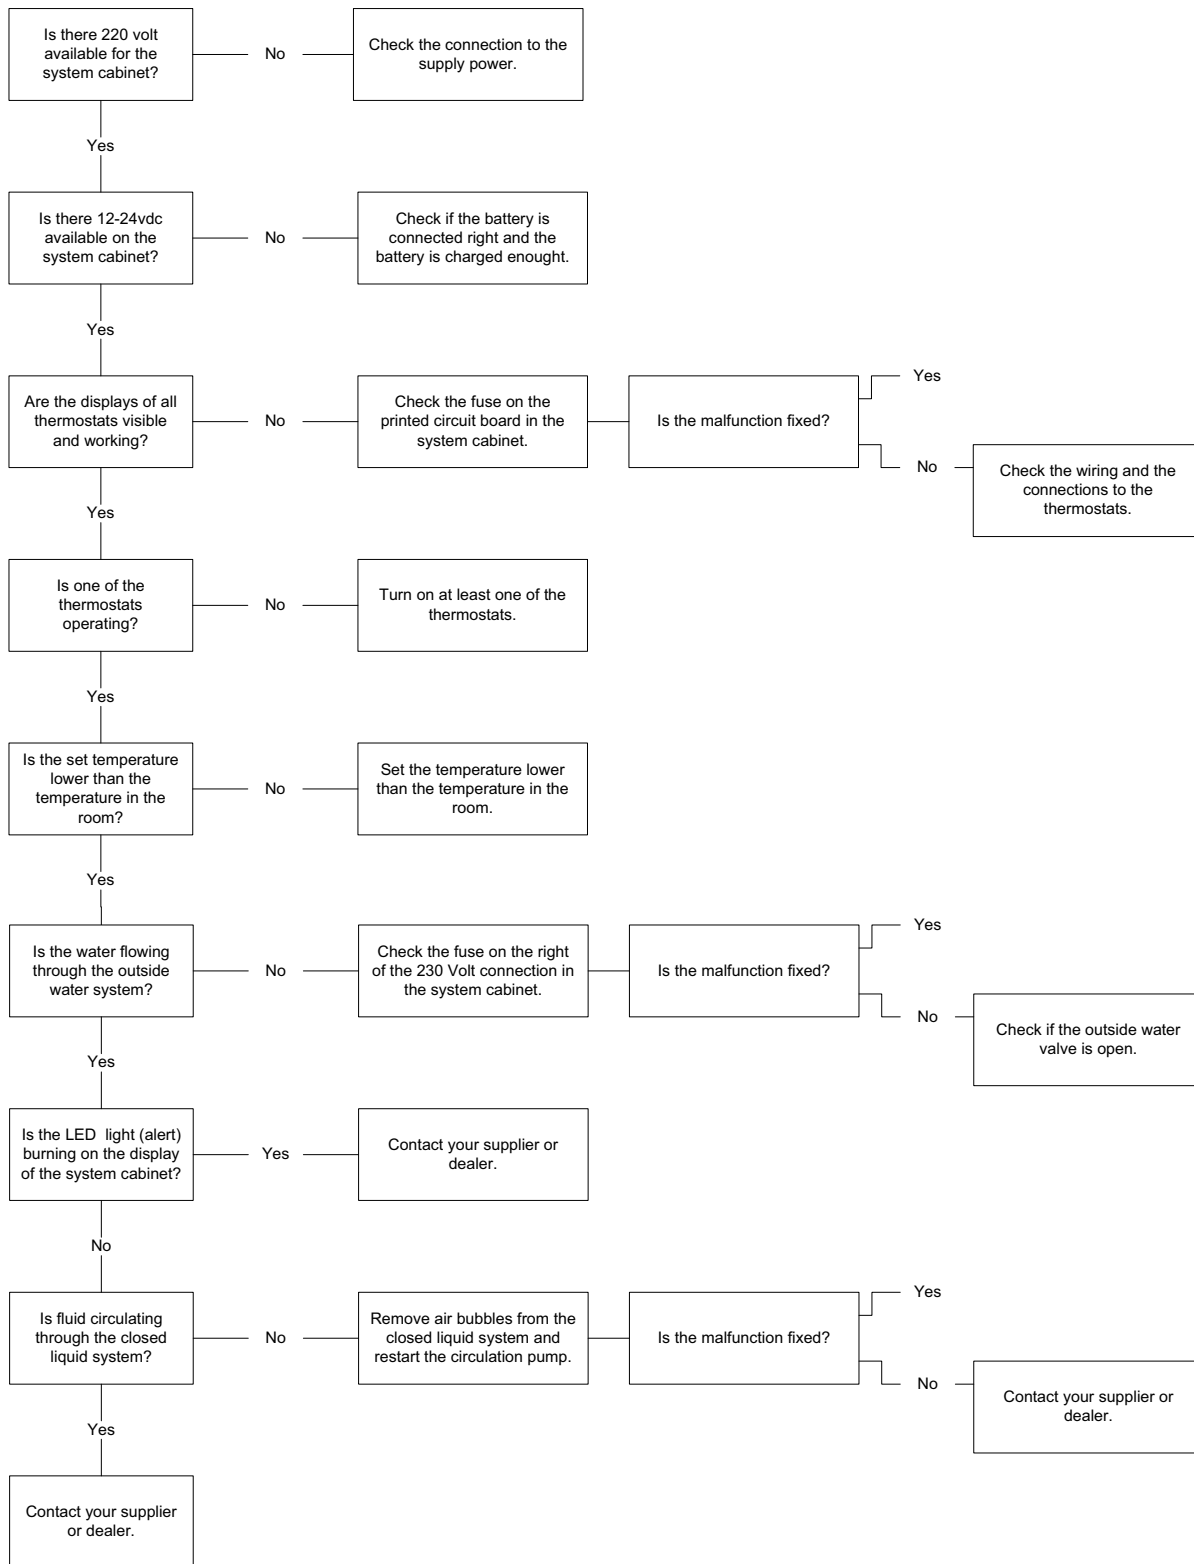 Is there 220 volt
available for the
system cabinet?
No
Check the connection to the
supply power.
Yes
Is there 12-24vdc
available on the
system cabinet?
No
Check if the battery is
connected right and the
battery is charged enought.
Yes
Are the displays of all
thermostats visible
and working?
No
Check the fuse on the
printed circuit board in the
system cabinet.
Is the malfunction fixed?
Yes
No
Check the wiring and the
connections to the
thermostats.
Yes
Is one of the
thermostats
operating?
No
Turn on at least one of the
thermostats.
Yes
Is the set temperature
lower than the
temperature in the
room?
No
Set the temperature lower
than the temperature in the
room.
Yes
Is the water flowing
through the outside
water system?
No
Check the fuse on the right
of the 230 Volt connection in
the system cabinet.
Is the malfunction fixed?
Yes
No
Check if the outside water
valve is open.
Yes
Is the LED  light (alert)
burning on the display
of the system cabinet?
Yes
Contact your supplier or
dealer.
No
Is fluid circulating
through the closed
liquid system?
No
Remove air bubbles from the
closed liquid system and
restart the circulation pump.
Is the malfunction fixed?
Yes
No
Contact your supplier or
dealer.
Yes
Contact your supplier
or dealer.